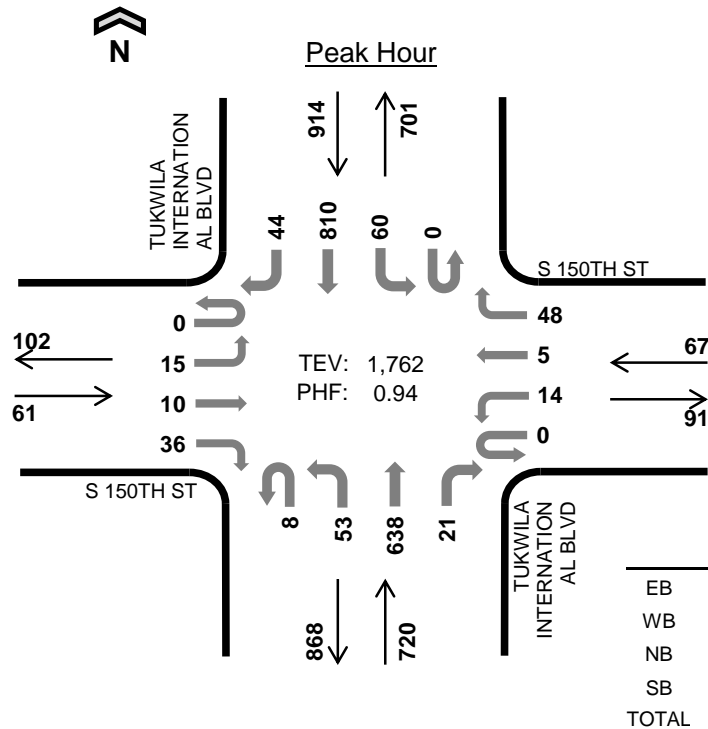 N
Peak Hour
914
701
TUKWILA
INTERNATION
AL BLVD
44
810
60
0
S 150TH ST
0
48
102
15
5
67
TEV: 1,762
PHF: 0.94
61
10
14
91
36
0
S 150TH ST
8
53
638
21
TUKWILA
INTERNATION
AL BLVD
868
720
EB
WB
NB
SB
TOTAL